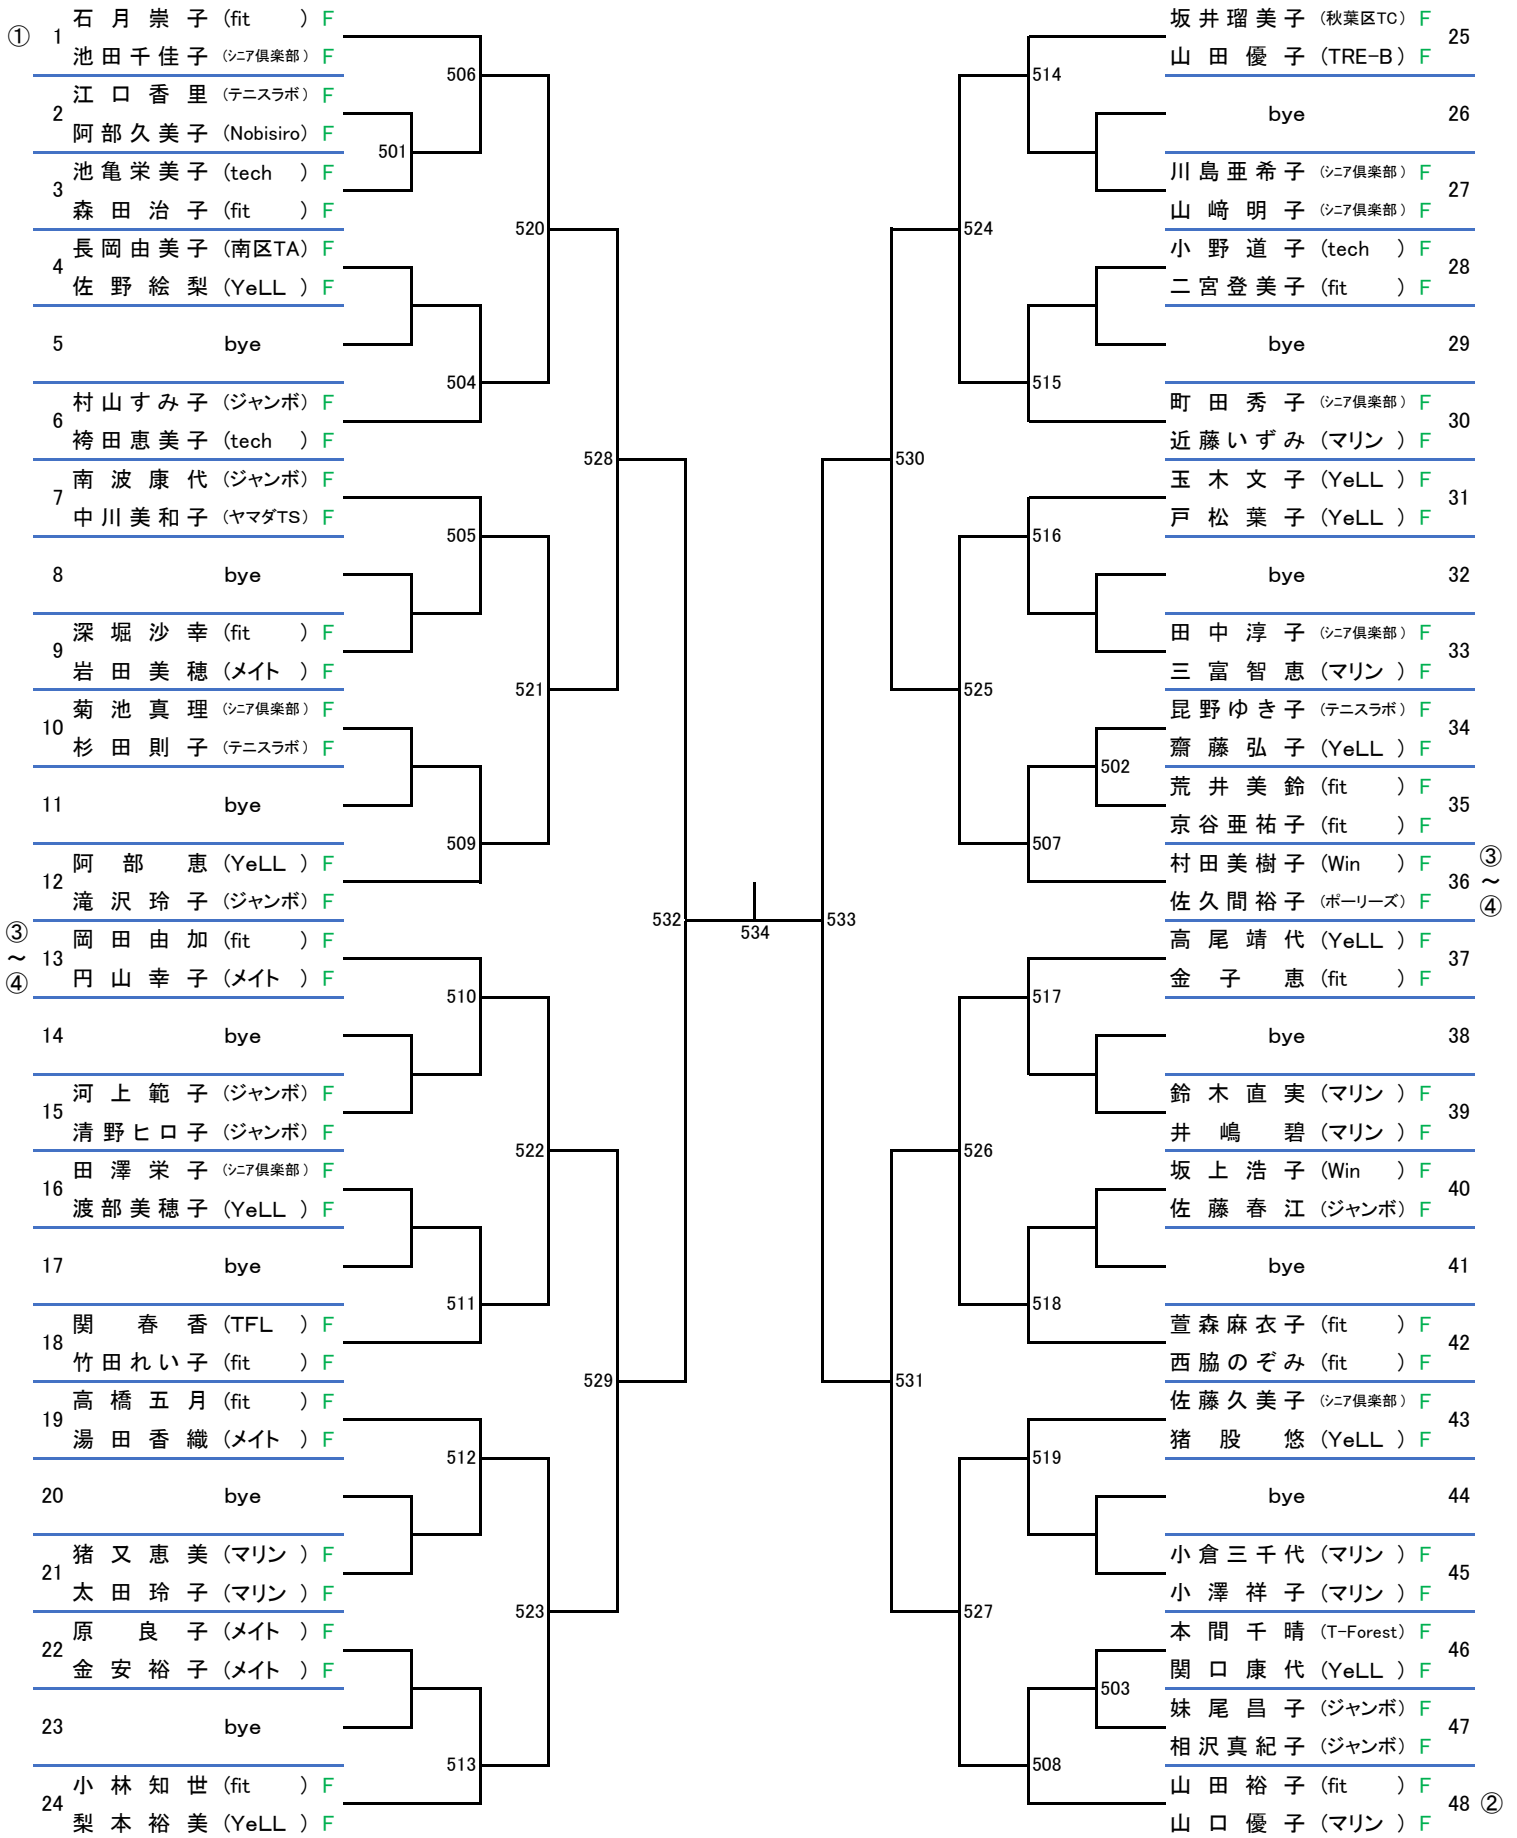 ①
1
石月崇子 (fit) F
池田千佳子 (シニア倶楽部) F
2
江口香里 (テニスラボ) F
阿部久美子 (Nobisiro) F
3
池亀栄美子 (tech) F
森田治子 (fit) F
4
長岡由美子 (南区TA) F
佐野絵梨 (YeLL) F
5 bye
6
村山すみ子 (ジャンボ) F
袴田恵美子 (tech) F
7
南波康代 (ジャンボ) F
中川美和子 (ヤマダTS) F
8 bye
9
深堀沙幸 (fit) F
岩田美穂 (メイト) F
10
菊池真理 (シニア倶楽部) F
杉田則子 (テニスラボ) F
11 bye
12
阿部恵 (YeLL) F
滝沢玲子 (ジャンボ) F
③
～
④
13
岡田由加 (fit) F
円山幸子 (メイト) F
14 bye
15
河上範子 (ジャンボ) F
清野ヒロ子 (ジャンボ) F
16
田澤栄子 (シニア倶楽部) F
渡部美穂子 (YeLL) F
17 bye
18
関春香 (TFL) F
竹田れい子 (fit) F
19
高橋五月 (fit) F
湯田香織 (メイト) F
20 bye
21
猪又恵美 (マリン) F
太田玲子 (マリン) F
22
原良子 (メイト) F
金安裕子 (メイト) F
23 bye
24
小林知世 (fit) F
梨本裕美 (YeLL) F
506
501
520
504
528
505
521
509
532
510
522
511
529
512
523
513
534
533
514
524
515
530
516
525
502
507
517
526
518
531
519
527
503
508
坂井瑠美子 (秋葉区TC) F
山田優子 (TRE-B) F
25
bye 26
川島亜希子 (シニア倶楽部) F
山﨑明子 (シニア倶楽部) F
27
小野道子 (tech) F
二宮登美子 (fit) F
28
bye 29
町田秀子 (シニア倶楽部) F
近藤いずみ (マリン) F
30
玉木文子 (YeLL) F
戸松葉子 (YeLL) F
31
bye 32
田中淳子 (シニア倶楽部) F
三富智恵 (マリン) F
33
昆野ゆき子 (テニスラボ) F
齋藤弘子 (YeLL) F
34
荒井美鈴 (fit) F
京谷亜祐子 (fit) F
35
村田美樹子 (Win) F
佐久間裕子 (ポーリーズ) F
36
③
～
④
高尾靖代 (YeLL) F
金子恵 (fit) F
37
bye 38
鈴木直実 (マリン) F
井嶋碧 (マリン) F
39
坂上浩子 (Win) F
佐藤春江 (ジャンボ) F
40
bye 41
萱森麻衣子 (fit) F
西脇のぞみ (fit) F
42
佐藤久美子 (シニア倶楽部) F
猪股悠 (YeLL) F
43
bye 44
小倉三千代 (マリン) F
小澤祥子 (マリン) F
45
本間千晴 (T-Forest) F
関口康代 (YeLL) F
46
妹尾昌子 (ジャンボ) F
相沢真紀子 (ジャンボ) F
47
山田裕子 (fit) F
山口優子 (マリン) F
48 ②